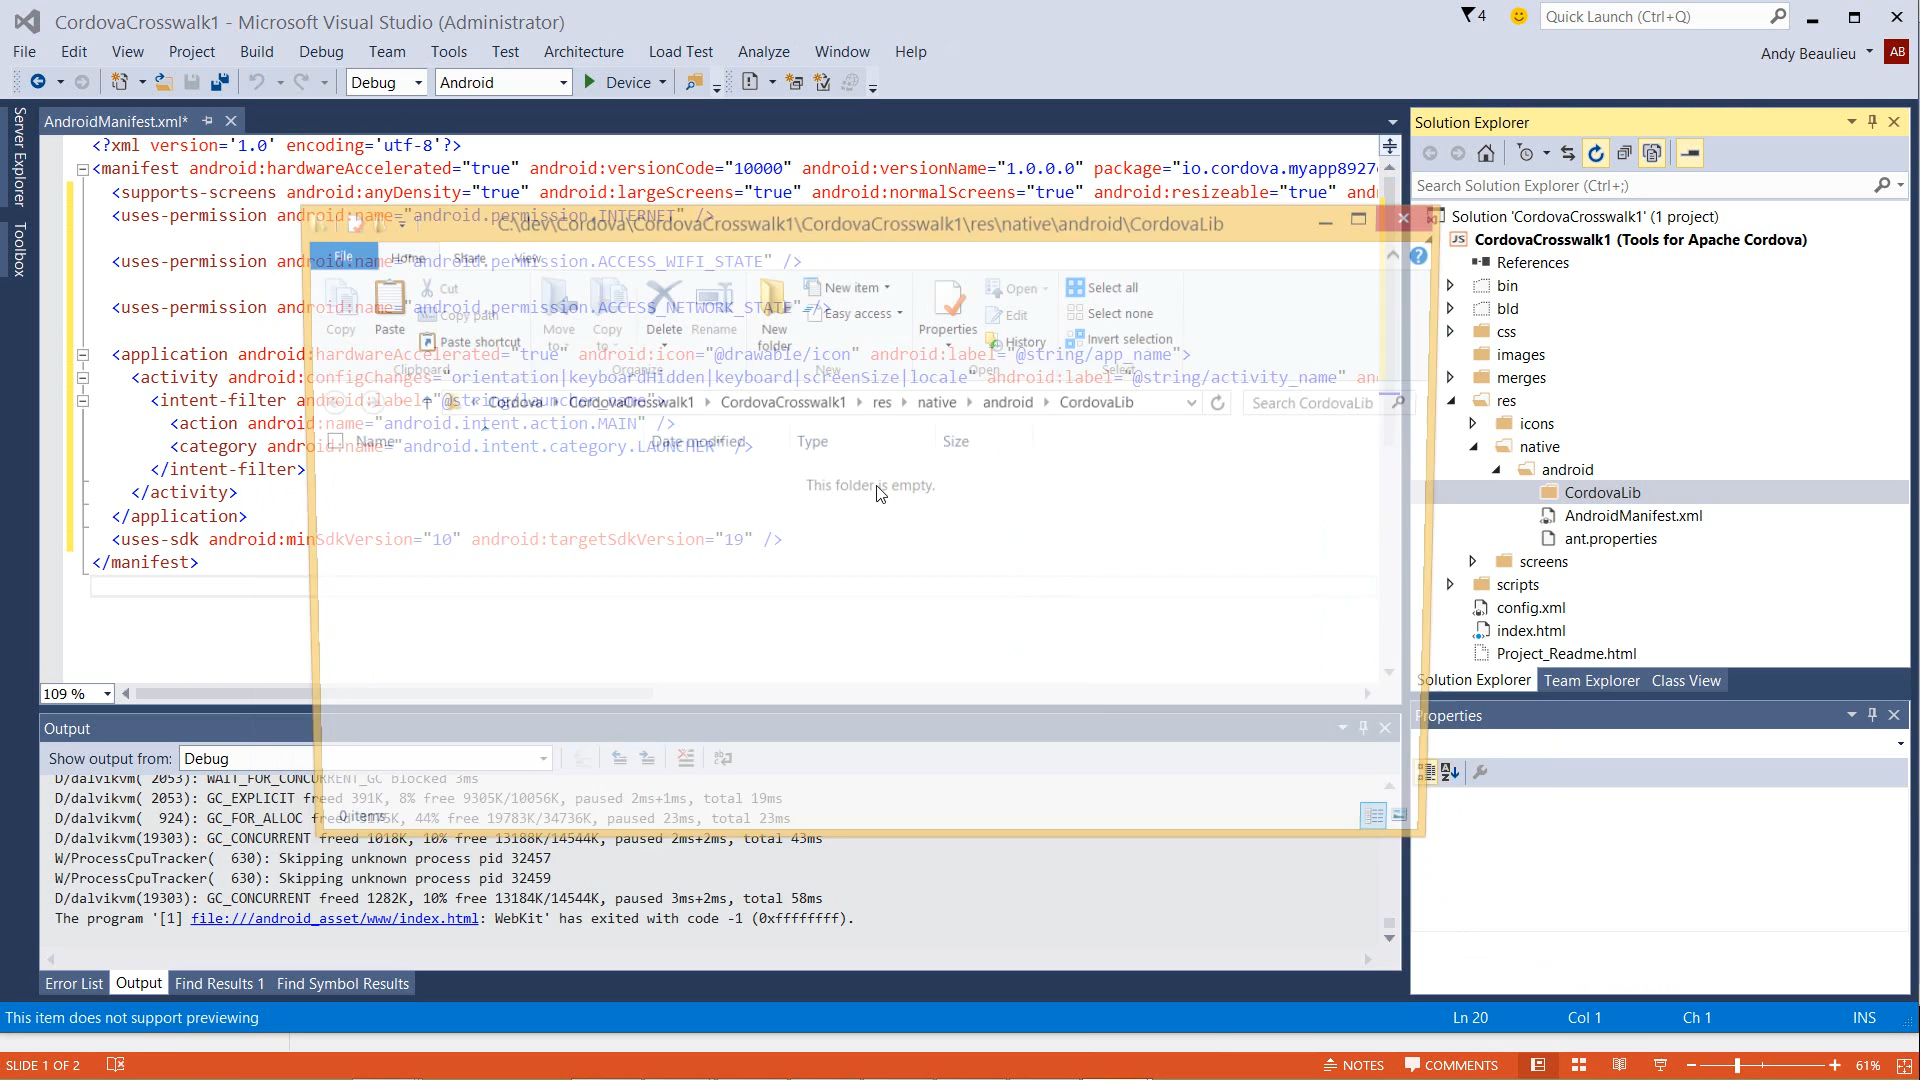 CordovaCrosswalk1 - Microsoft Visual Studio (Administrator)
4
Quick Launch (Ctrl+Q)
File Edit View Project Build Debug Team Tools Test Architecture Load Test Analyze Window Help
Andy Beaulieu
AB
Debug
Android
Device
Server Explorer
Toolbox
AndroidManifest.xml*
<?xml version='1.0' encoding='utf-8'?>
<manifest android:hardwareAccelerated="true" android:versionCode="10000" android:versionName="1.0.0.0" package="io.cordova.myapp8927
<supports-screens android:anyDensity="true" android:largeScreens="true" android:normalScreens="true" android:resizeable="true" and
<uses-permission android:name="android.permission.INTERNET" />
<uses-permission android:name="android.permission.ACCESS_WIFI_STATE" />
<uses-permission android:name="android.permission.ACCESS_NETWORK_STATE" />
<application android:hardwareAccelerated="true" android:icon="@drawable/icon" android:label="@string/app_name">
<activity android:configChanges="orientation|keyboardHidden|keyboard|screenSize|locale" android:label="@string/activity_name" an
<intent-filter android:label="@string/launcher_name">
<action android:name="android.intent.action.MAIN" />
<category android:name="android.intent.category.LAUNCHER" />
</intent-filter>
</activity>
</application>
<uses-sdk android:minSdkVersion="10" android:targetSdkVersion="19" />
</manifest>
109 %
C:\dev\Cordova\CordovaCrosswalk1\CordovaCrosswalk1\res\native\android\CordovaLib
File Home Share View
Copy
Paste
Cut
Copy path
Paste shortcut
Clipboard
Move to
Copy to
Delete
Rename
Organize
New folder
New item
Easy access
New
Properties
Open
Edit
History
Open
Select all
Select none
Invert selection
Select
Cordova CordovaCrosswalk1 CordovaCrosswalk1 res native android CordovaLib
Search CordovaLib
Name Date modified Type Size
This folder is empty.
0 items
Output
Show output from: Debug
D/dalvikvm( 2053): WAIT_FOR_CONCURRENT_GC blocked 3ms
D/dalvikvm( 2053): GC_EXPLICIT freed 391K, 8% free 9305K/10056K, paused 2ms+1ms, total 19ms
D/dalvikvm( 924): GC_FOR_ALLOC 44% free 19783K/34736K, paused 23ms, total 23ms
D/dalvikvm(19303): GC_CONCURRENT freed 1018K, 10% free 13188K/14544K, paused 2ms+2ms, total 43ms
W/ProcessCpuTracker( 630): Skipping unknown process pid 32457
W/ProcessCpuTracker( 630): Skipping unknown process pid 32459
D/dalvikvm(19303): GC_CONCURRENT freed 1282K, 10% free 13184K/14544K, paused 3ms+2ms, total 58ms
The program '[1] file:///android_asset/www/index.html: WebKit' has exited with code -1 (0xffffffff).
Error List Output Find Results 1 Find Symbol Results
Solution Explorer
Search Solution Explorer (Ctrl+;)
Solution 'CordovaCrosswalk1' (1 project)
JS CordovaCrosswalk1 (Tools for Apache Cordova)
References
bin
bld
css
images
merges
res
icons
native
android
CordovaLib
AndroidManifest.xml
ant.properties
screens
scripts
config.xml
index.html
Project_Readme.html
Solution Explorer Team Explorer Class View
Properties
This item does not support previewing
Ln 20 Col 1 Ch 1 INS
SLIDE 1 OF 2
NOTES COMMENTS 61%